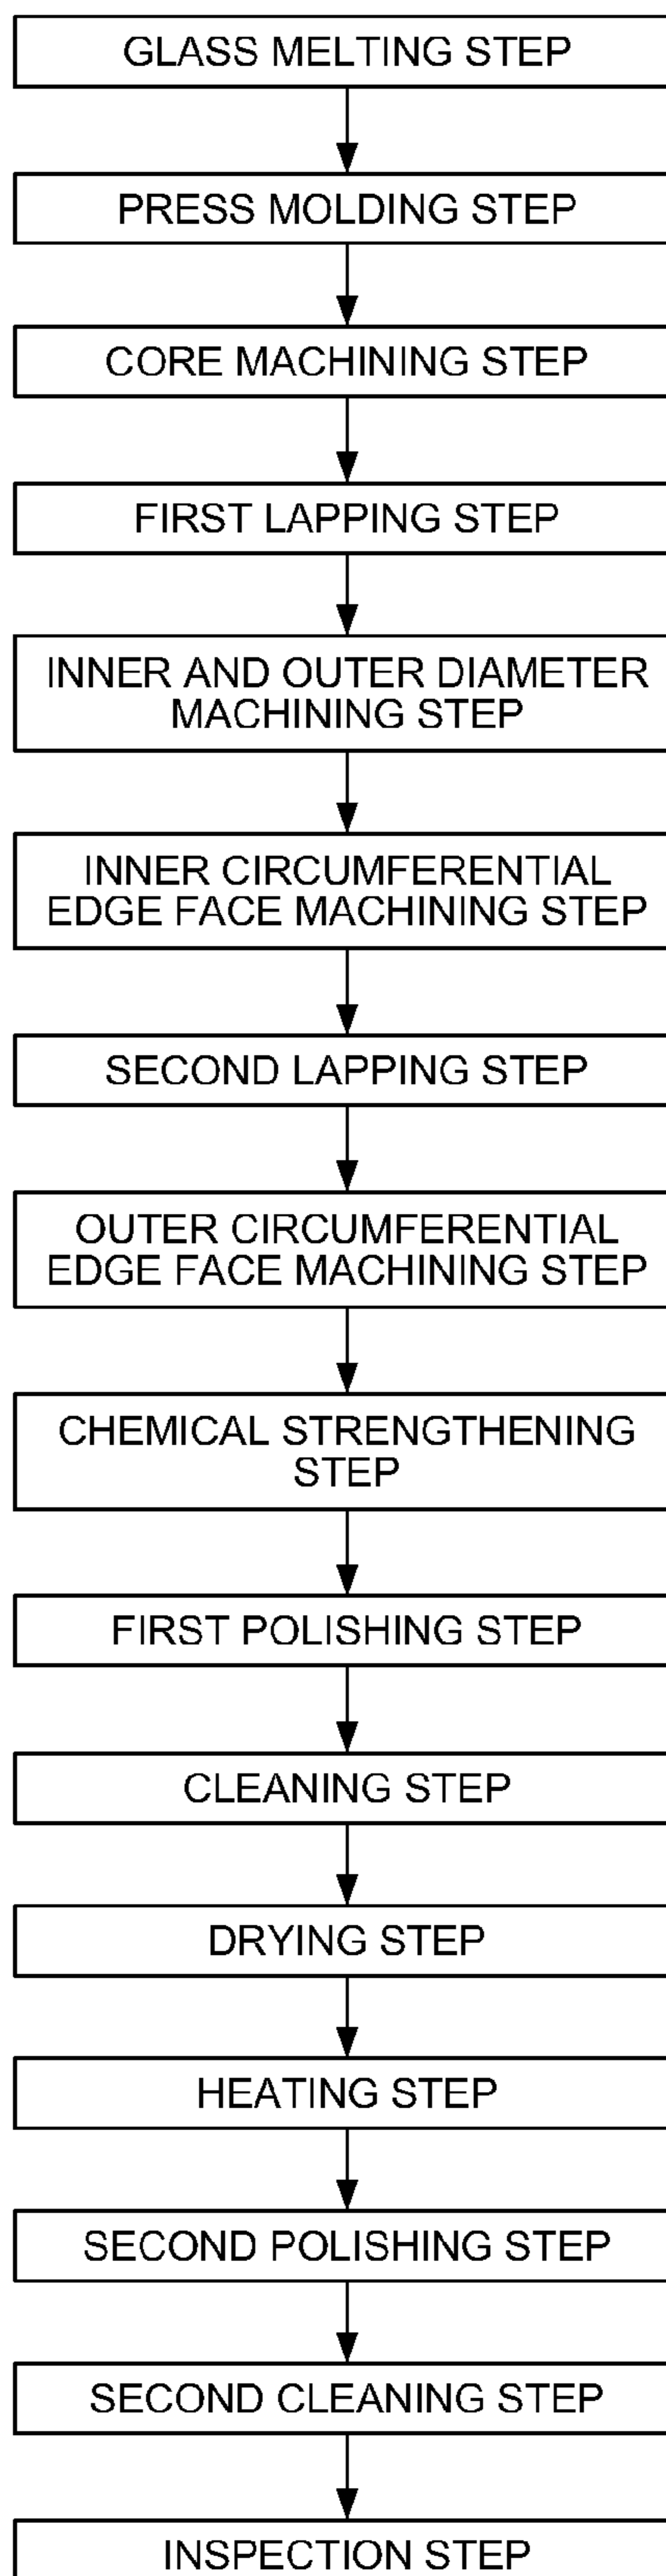 GLASS MELTING STEP
PRESS MOLDING STEP
CORE MACHINING STEP
FIRST LAPPING STEP
INNER AND OUTER DIAMETER
MACHINING STEP
INNER CIRCUMFERENTIAL
EDGE FACE MACHINING STEP
SECOND LAPPING STEP
OUTER CIRCUMFERENTIAL
EDGE FACE MACHINING STEP
CHEMICAL STRENGTHENING
STEP
FIRST POLISHING STEP
CLEANING STEP
DRYING STEP
HEATING STEP
SECOND POLISHING STEP
SECOND CLEANING STEP
INSPECTION STEP